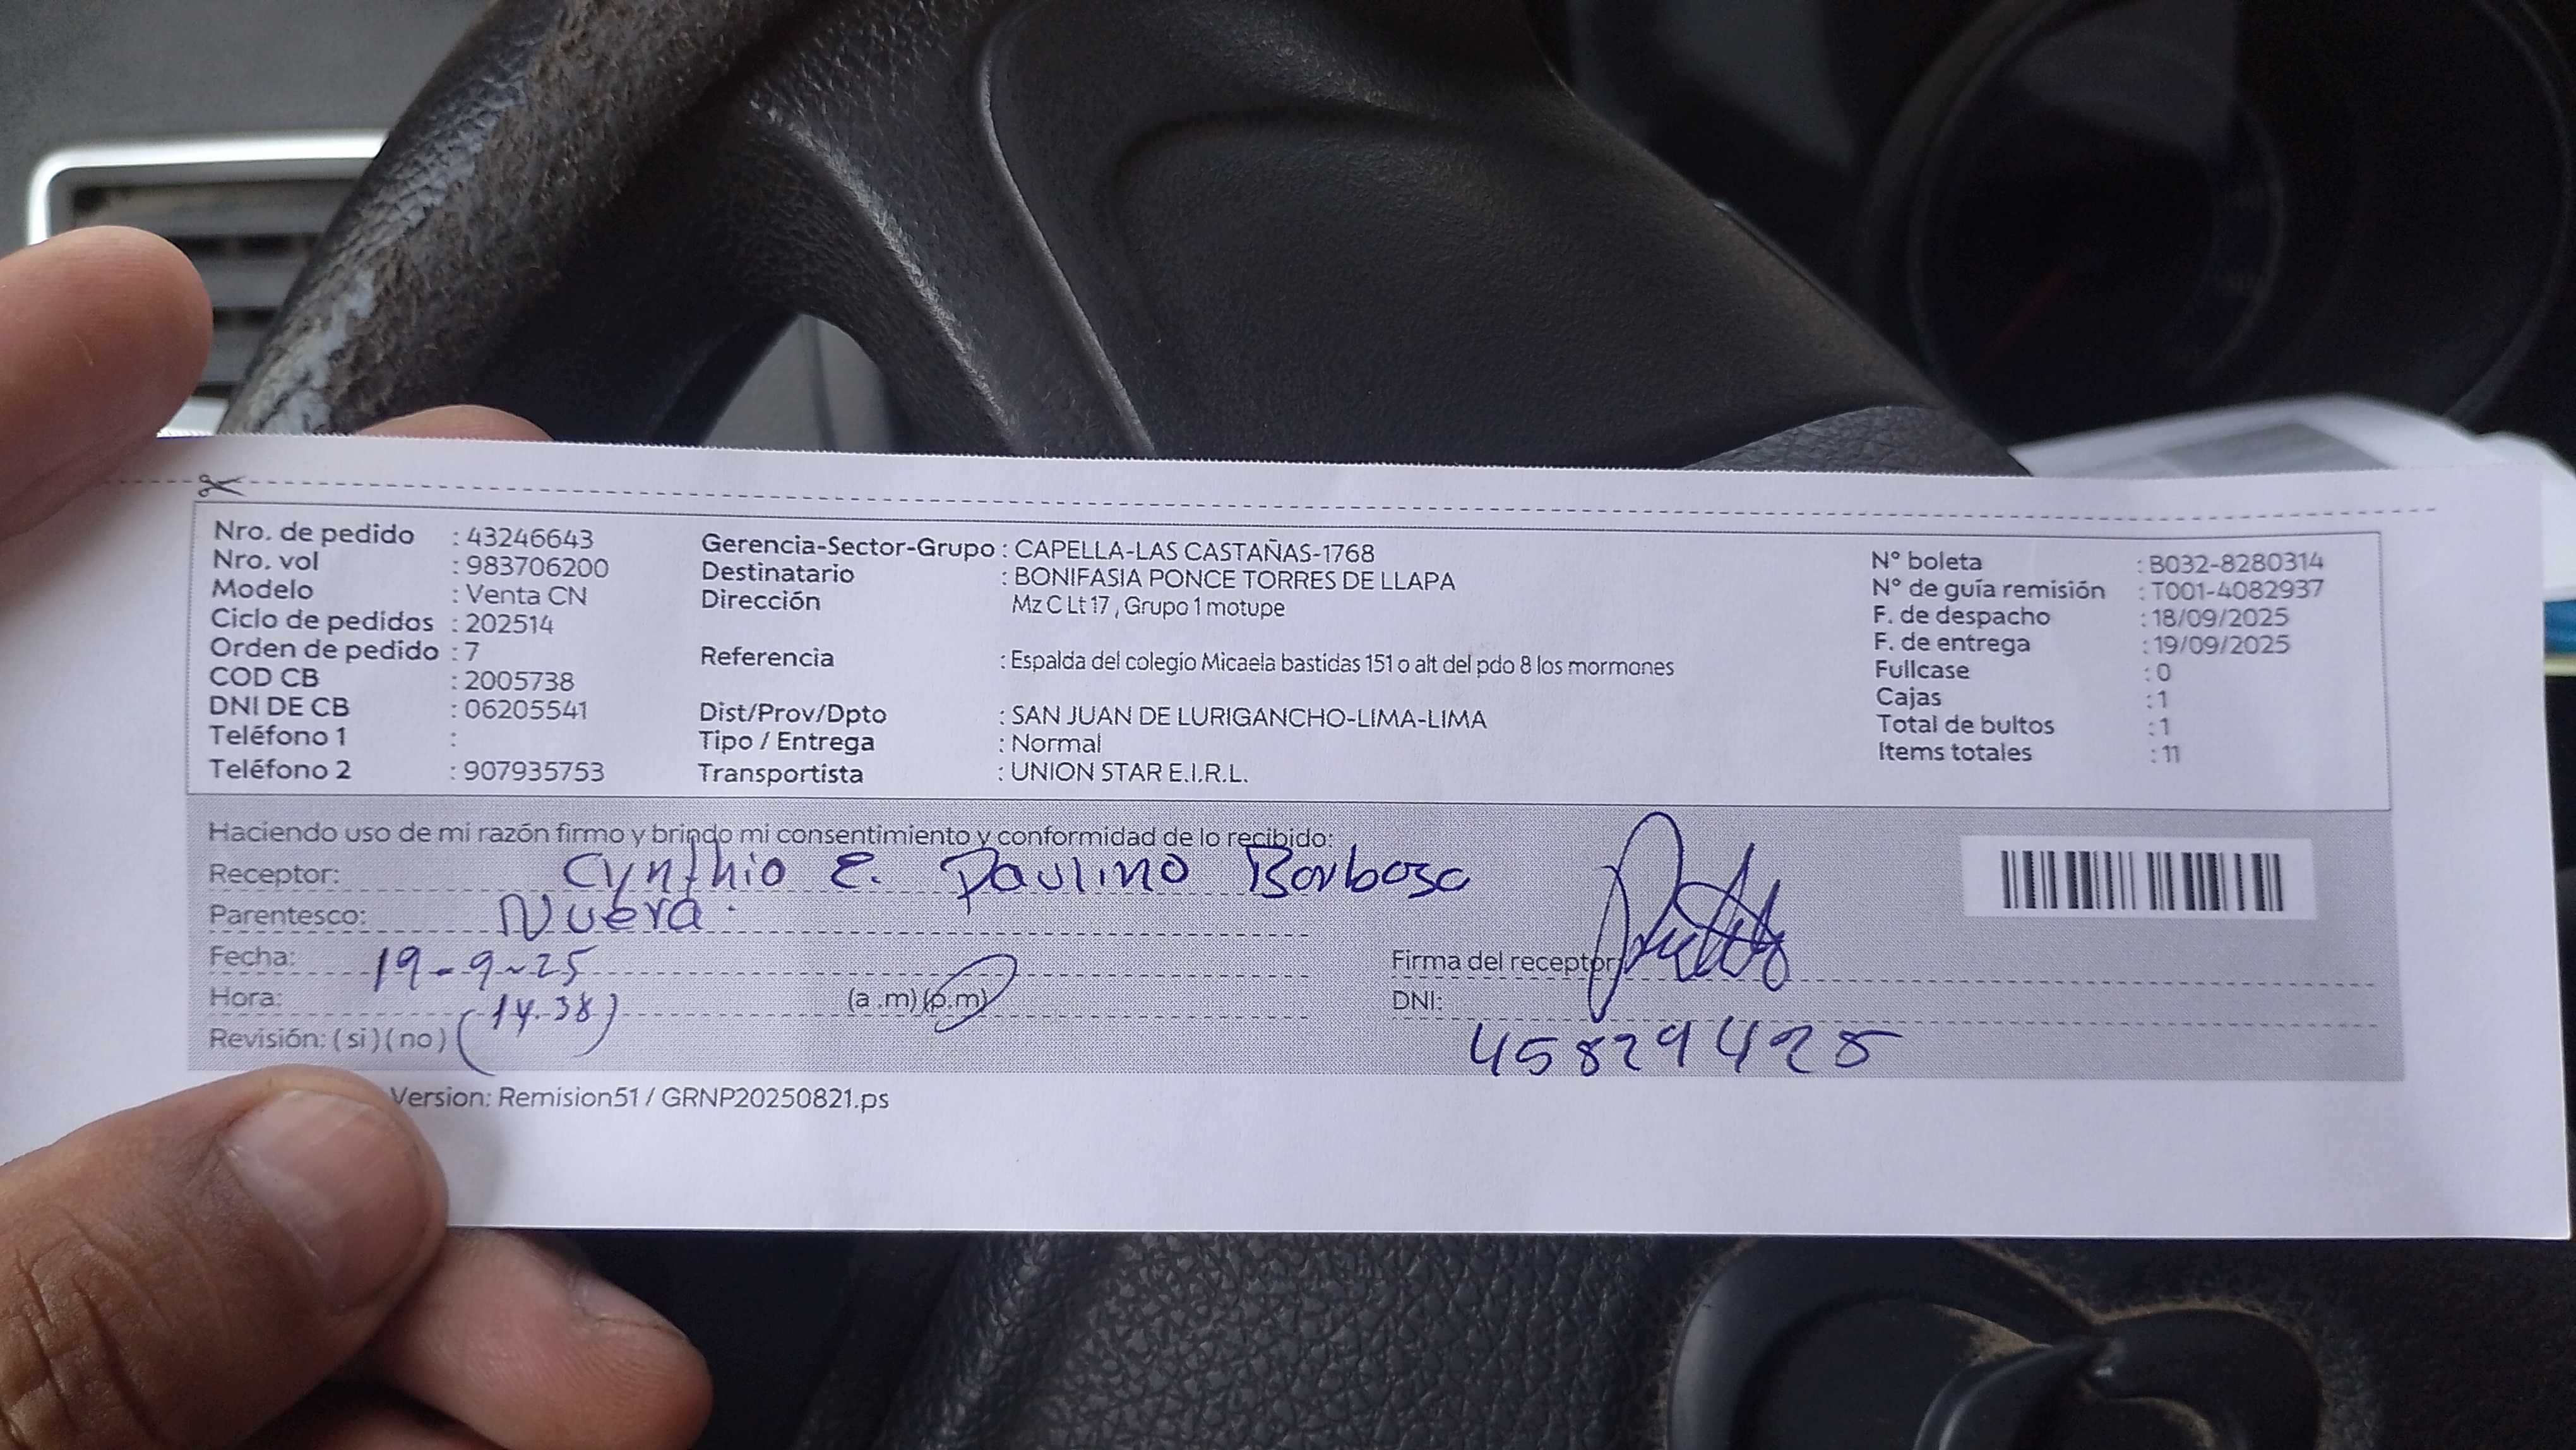 Nro. de pedido : 43246643
Nro. vol : 983706200
Modelo : Venta CN
Ciclo de pedidos : 202514
Orden de pedido : 7
COD CB : 2005738
DNI DE CB : 06205541
Teléfono 1 :
Teléfono 2 : 907935753
Gerencia-Sector-Grupo : CAPELLA-LAS CASTAÑAS-1768
Destinatario : BONIFASIA PONCE TORRES DE LLAPA
Dirección Mz C Lt 17 , Grupo 1 motupe
Referencia : Espalda del colegio Micaela bastidas 151 o alt del pdo 8 los mormones
Dist/Prov/Dpto : SAN JUAN DE LURIGANCHO-LIMA-LIMA
Tipo / Entrega : Normal
Transportista : UNION STAR E.I.R.L.
N° boleta : B032-8280314
N° de guía remisión : T001-4082937
F. de despacho : 18/09/2025
F. de entrega : 19/09/2025
Fullcase : 0
Cajas : 1
Total de bultos : 1
Items totales : 11
Haciendo uso de mi razón firmo y brindo mi consentimiento y conformidad de lo recibido:
Receptor: Cynthia E. Paulino Barbosa
Parentesco: Nuera.
Fecha: 19-9-25
Hora: (14.38) (a.m)(p.m)
Revisión: (si)(no)
Firma del receptor
DNI: 45829428
Version: Remision51 / GRNP20250821.ps